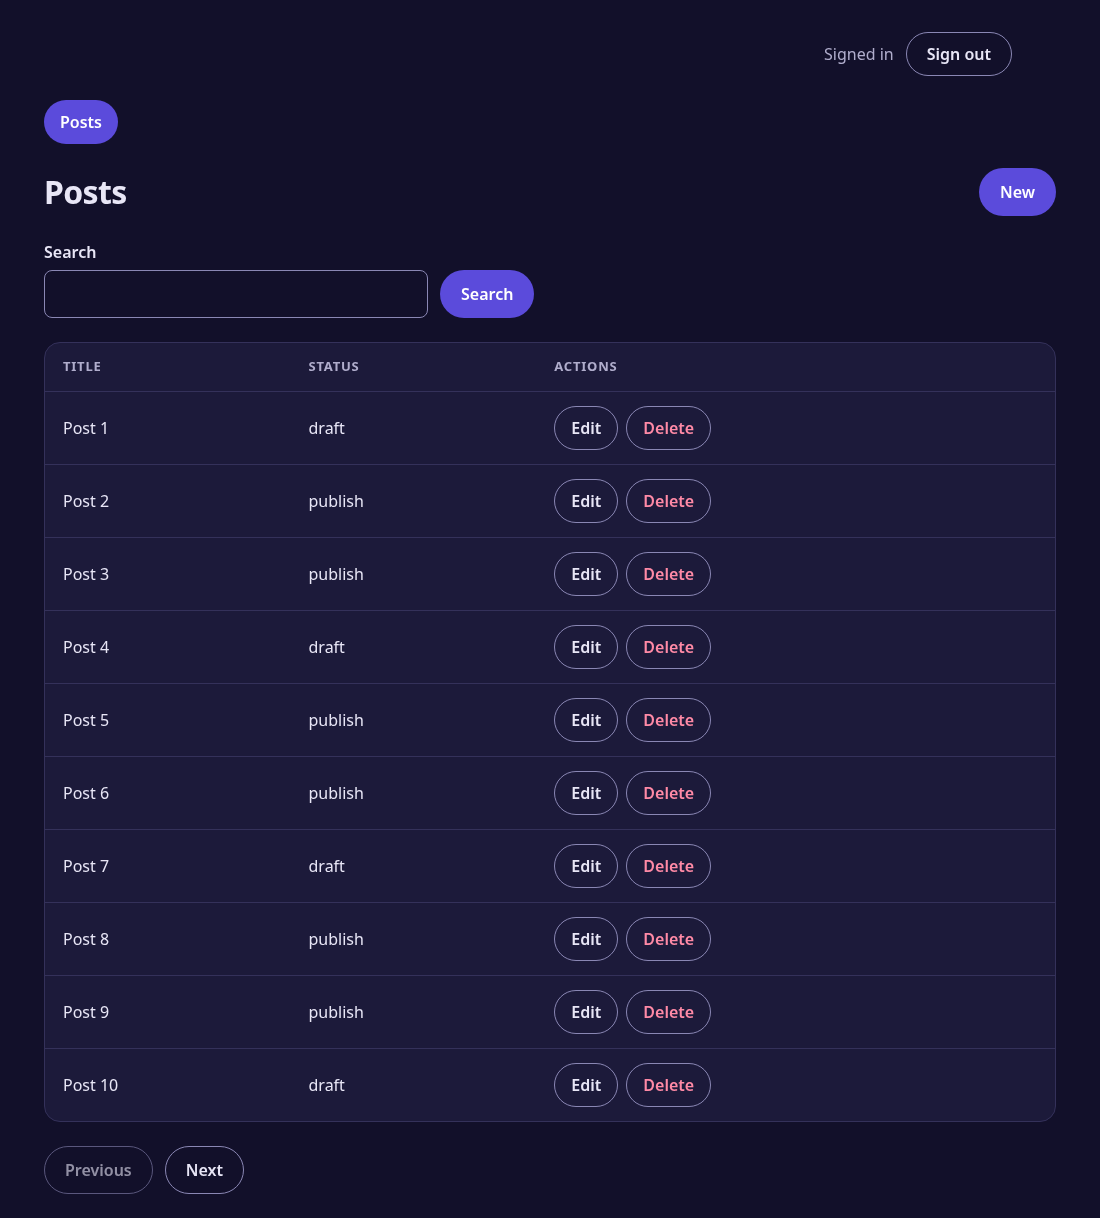 Signed in Sign out
Posts
Posts New
Search
Search
TITLE STATUS ACTIONS
Post 1 draft Edit Delete
Post 2 publish Edit Delete
Post 3 publish Edit Delete
Post 4 draft Edit Delete
Post 5 publish Edit Delete
Post 6 publish Edit Delete
Post 7 draft Edit Delete
Post 8 publish Edit Delete
Post 9 publish Edit Delete
Post 10 draft Edit Delete
Previous Next